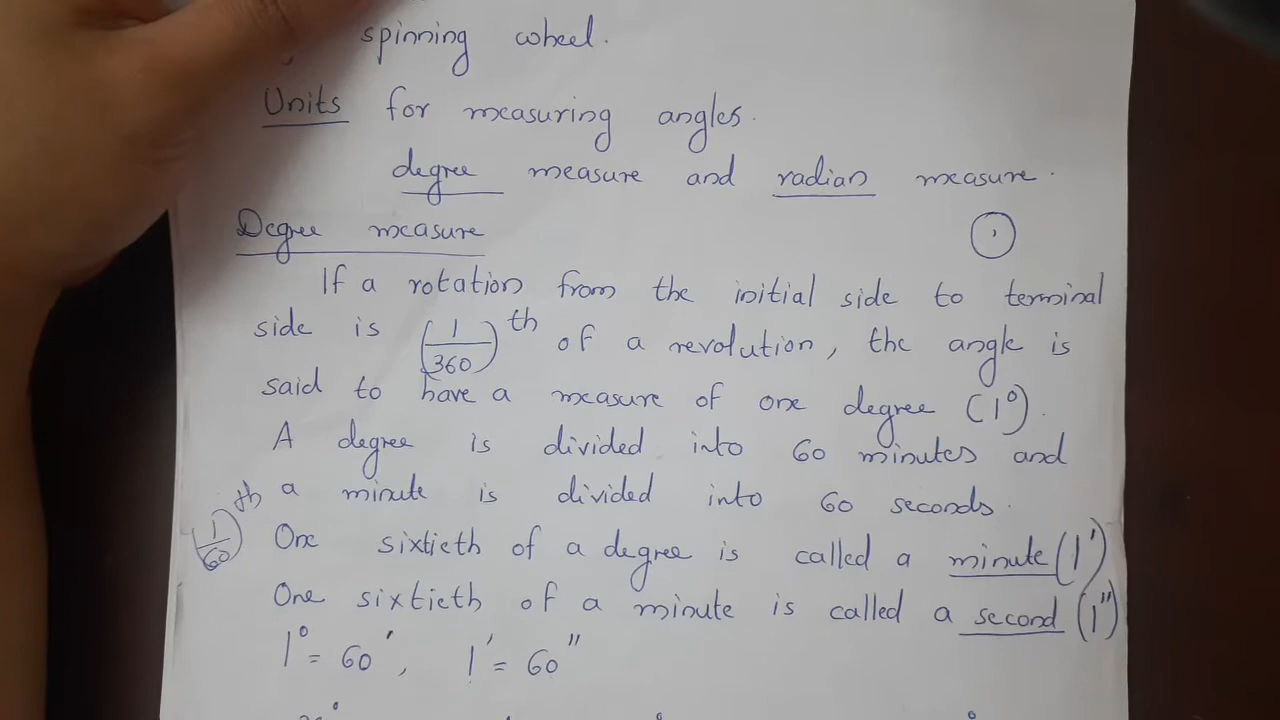 spinning wheel.
Units for measuring angles.
degree measure and radian measure.
Degree measure
If a rotation from the initial side to terminal
side is (1/360)th of a revolution, the angle is
said to have a measure of one degree (1°).
A degree is divided into 60 minutes and
a minute is divided into 60 seconds.
(1/60)th One sixtieth of a degree is called a minute (1')
One sixtieth of a minute is called a second (1")
1° = 60', 1' = 60"